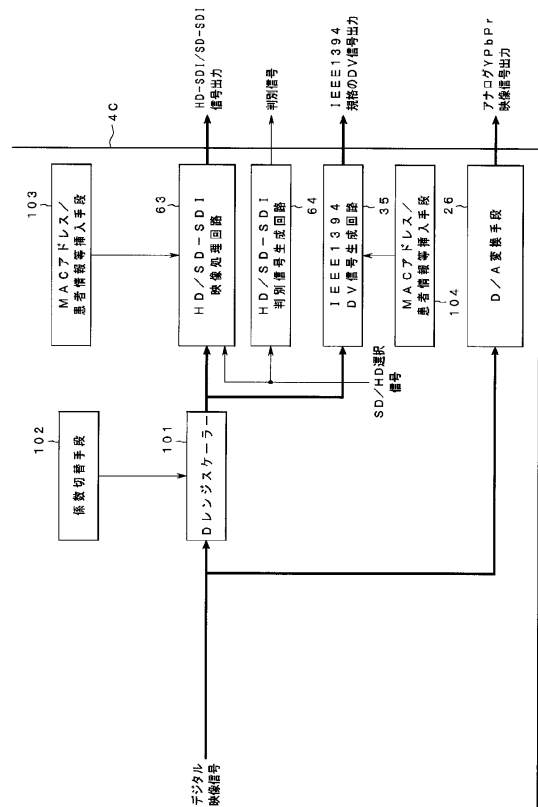 デジタル
映像信号
102
係数切替手段
101
Dレンジスケーラー
103
MACアドレス/
患者情報等挿入手段
63
HD/SD-SDI
映像処理回路
HD/SD-SDI
判別信号生成回路
64
IEEE1394
DV信号生成回路
35
SD/HD選択
信号
MACアドレス/
患者情報等挿入手段
104
D/A変換手段
26
4C
HD-SDI/SD-SDI
信号出力
判別信号
IEEE1394
規格のDV信号出力
アナログYPbPr
映像信号出力